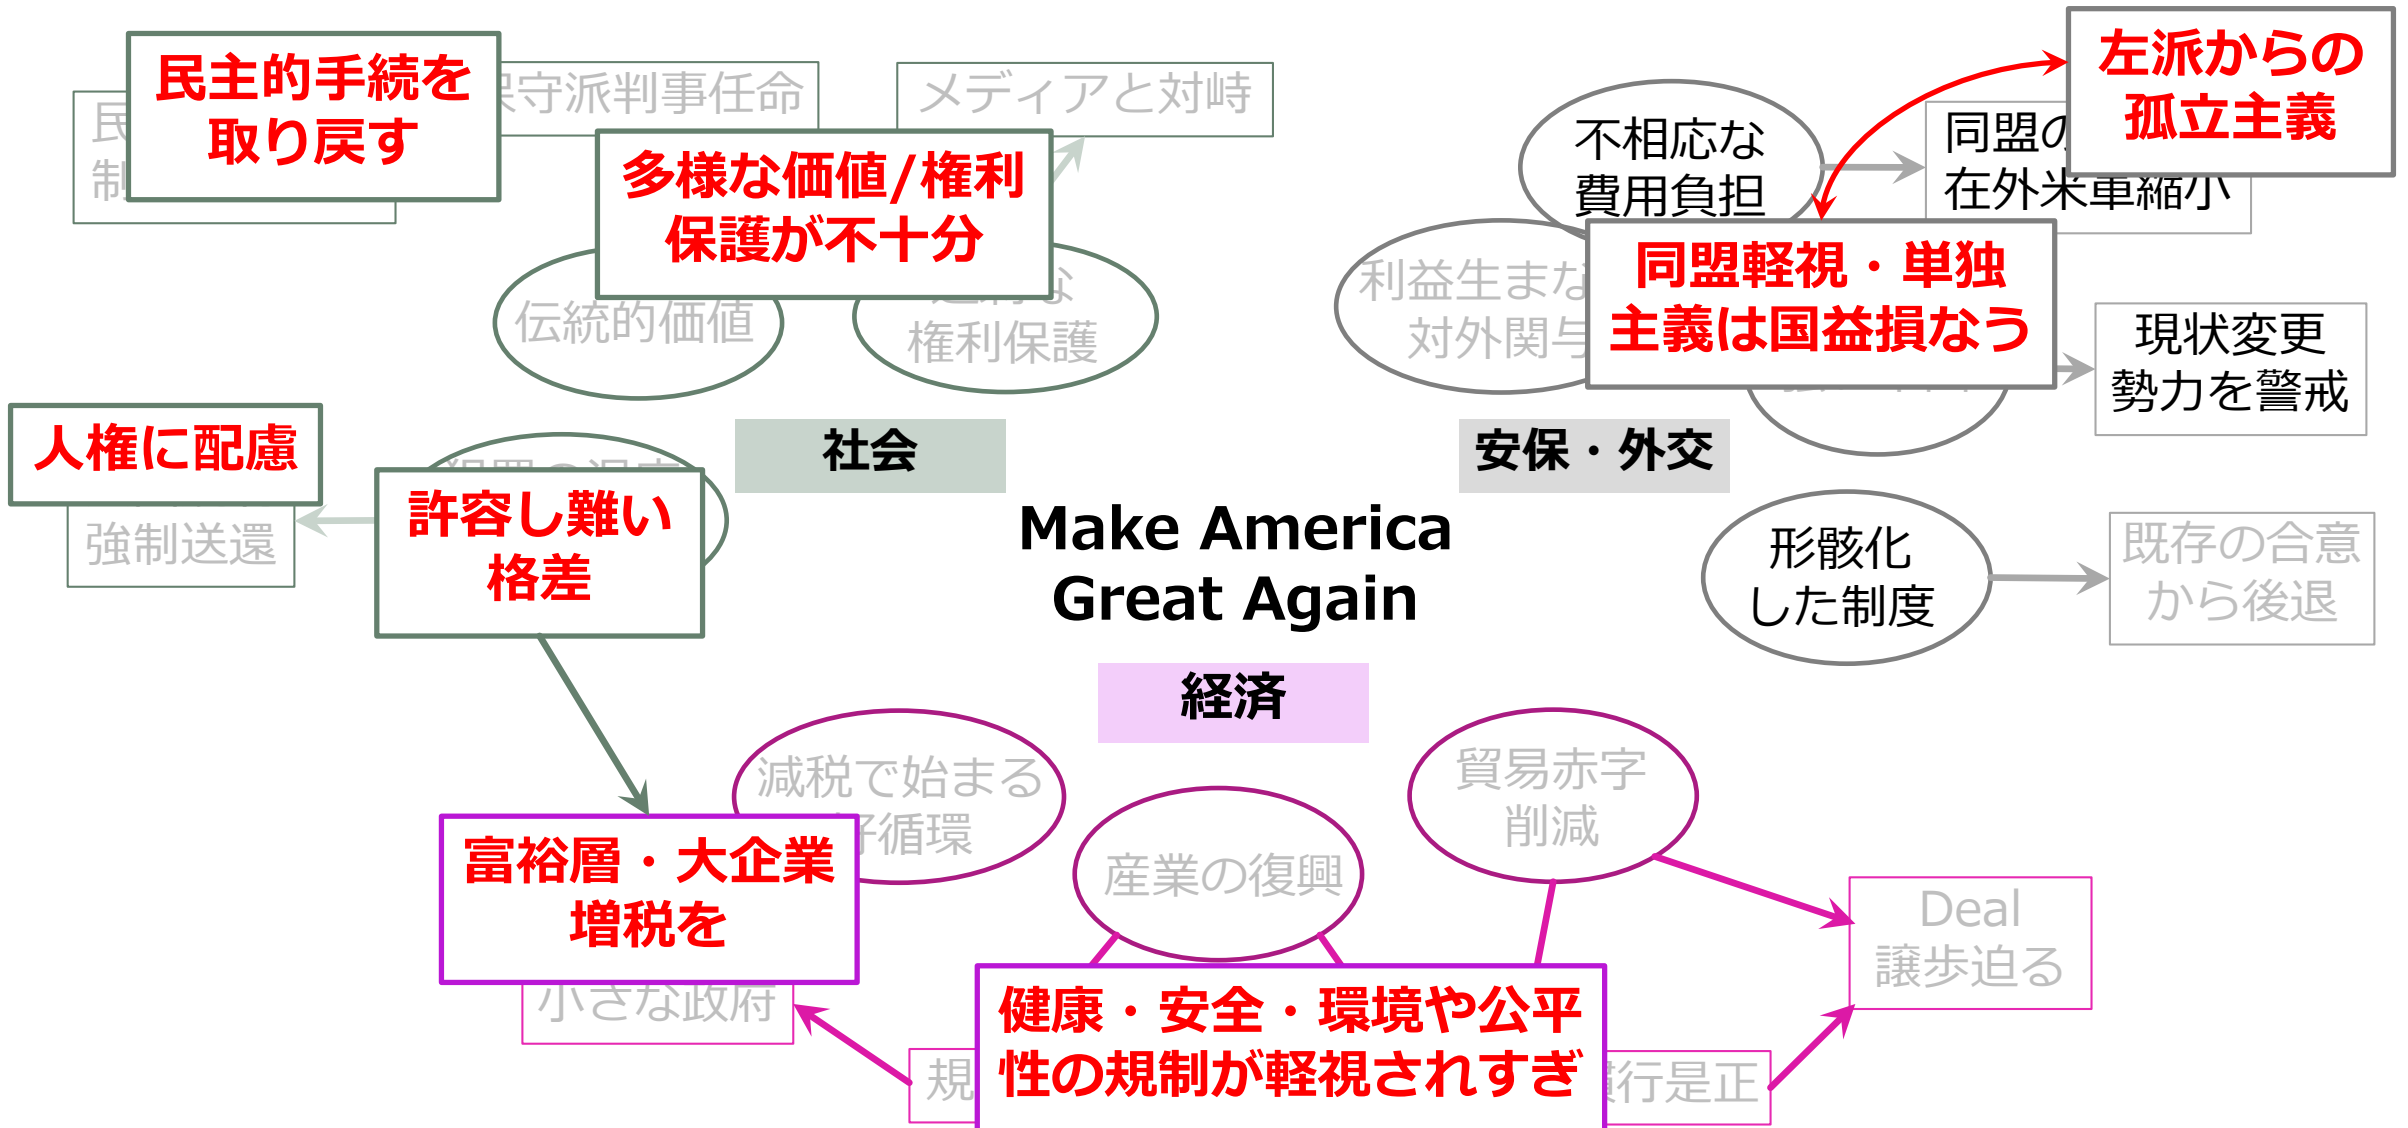 民主的手続を
取り戻す
民
制
保守派判事任命
メディアと対峙
多様な価値/権利
保護が不十分
伝統的価値
権利保護
不相応な
費用負担
同盟の
在外米軍縮小
左派からの
孤立主義
利益生まな
対外関与
同盟軽視・単独
主義は国益損なう
現状変更
勢力を警戒
社会
安保・外交
人権に配慮
強制送還
許容し難い
格差
Make America
Great Again
形骸化
した制度
既存の合意
から後退
経済
減税で始まる
好循環
産業の復興
貿易赤字
削減
富裕層・大企業
増税を
小さな政府
Deal
譲歩迫る
健康・安全・環境や公平
性の規制が軽視されすぎ
規
慣行是正